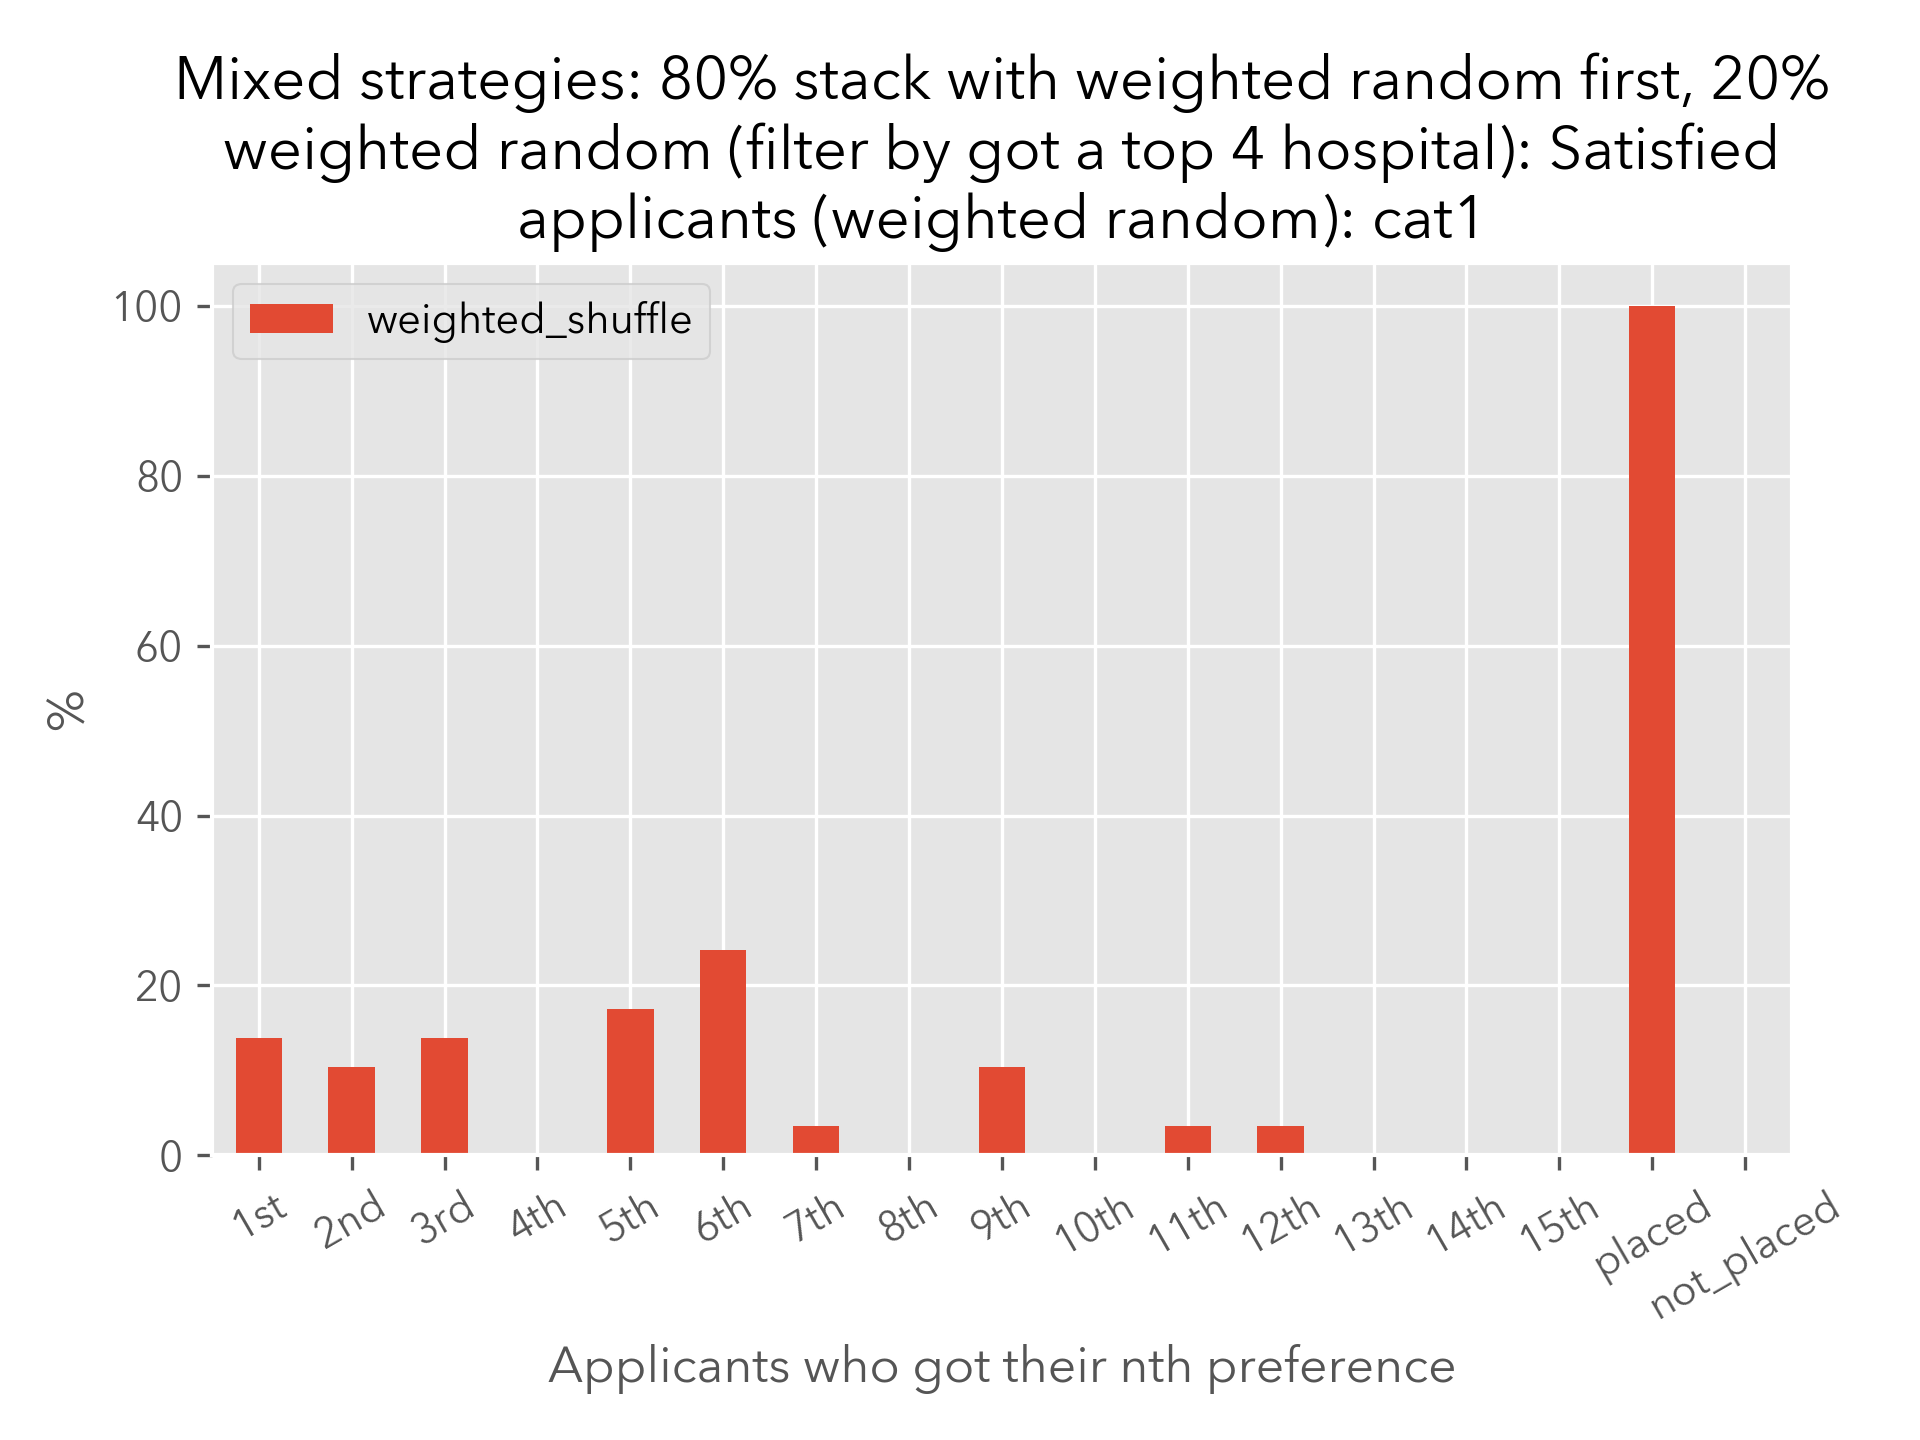 Mixed strategies: 80% stack with weighted random first, 20%
weighted random (filter by got a top 4 hospital): Satisfied
applicants (weighted random): cat1
weighted_shuffle
100
80
60
40
20
0
%
1st
2nd
3rd
4th
5th
6th
7th
8th
9th
10th
11th
12th
13th
14th
15th
placed
not_placed
Applicants who got their nth preference